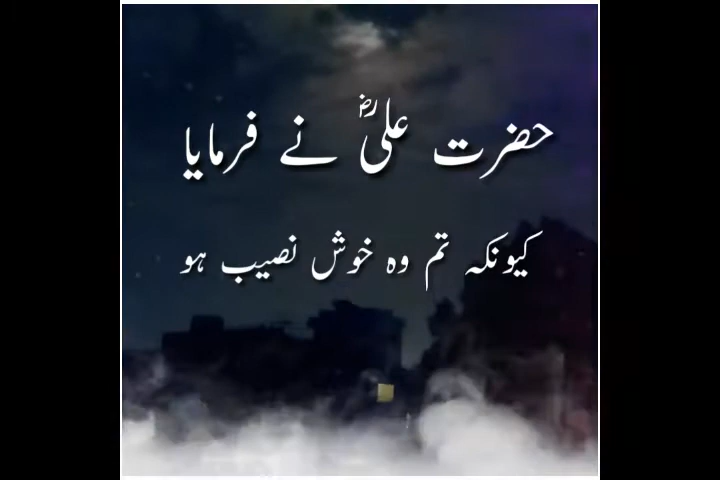 حضرت علیؓ نے فرمایا
کیونکہ تم وہ خوش نصیب ہو